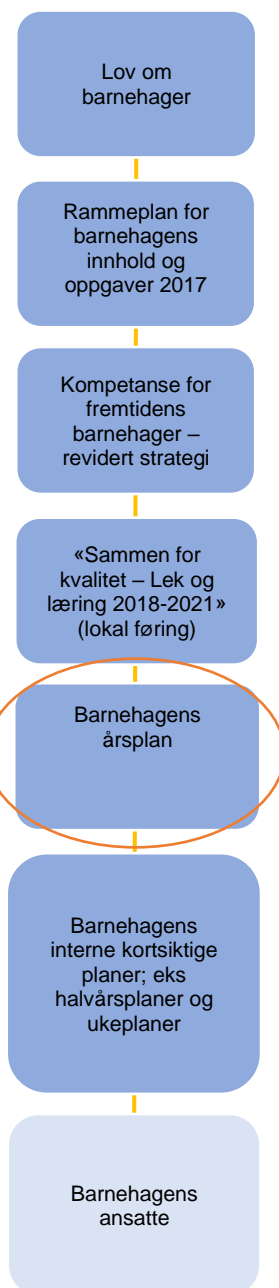 Lov om
barnehager
Rammeplan for
barnehagens
innhold og
oppgaver 2017
Kompetanse for
fremtidens
barnehager –
revidert strategi
«Sammen for
kvalitet – Lek og
læring 2018-2021»
(lokal føring)
Barnehagens
årsplan
Barnehagens
interne kortsiktige
planer; eks
halvårsplaner og
ukeplaner
Barnehagens
ansatte